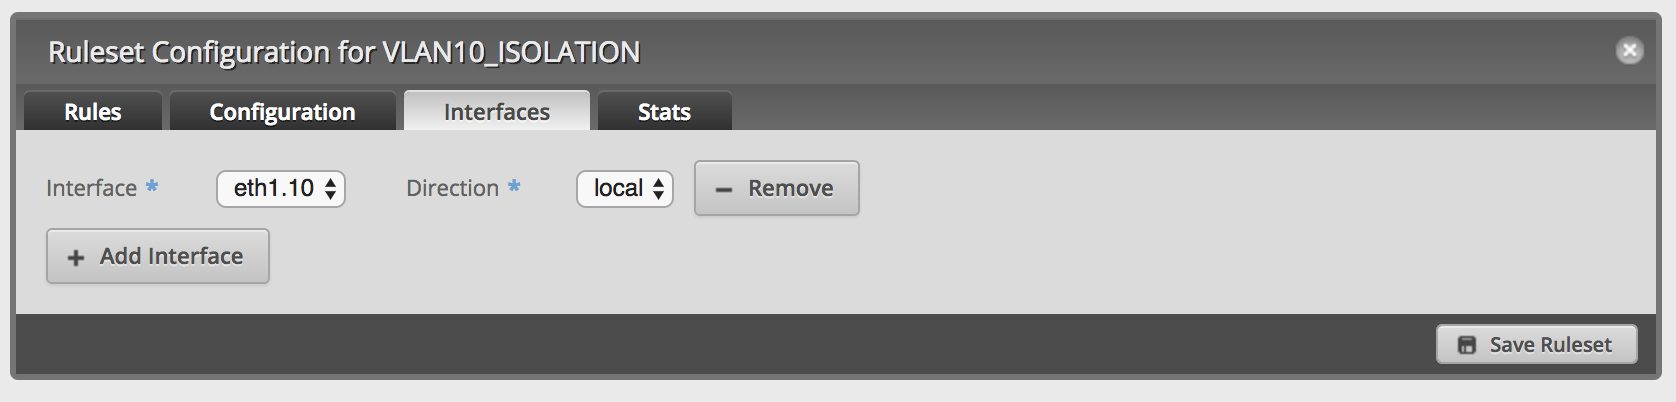 Ruleset Configuration for VLAN10_ISOLATION
Rules Configuration Interfaces Stats
Interface * eth1.10 Direction * local − Remove
+ Add Interface
Save Ruleset